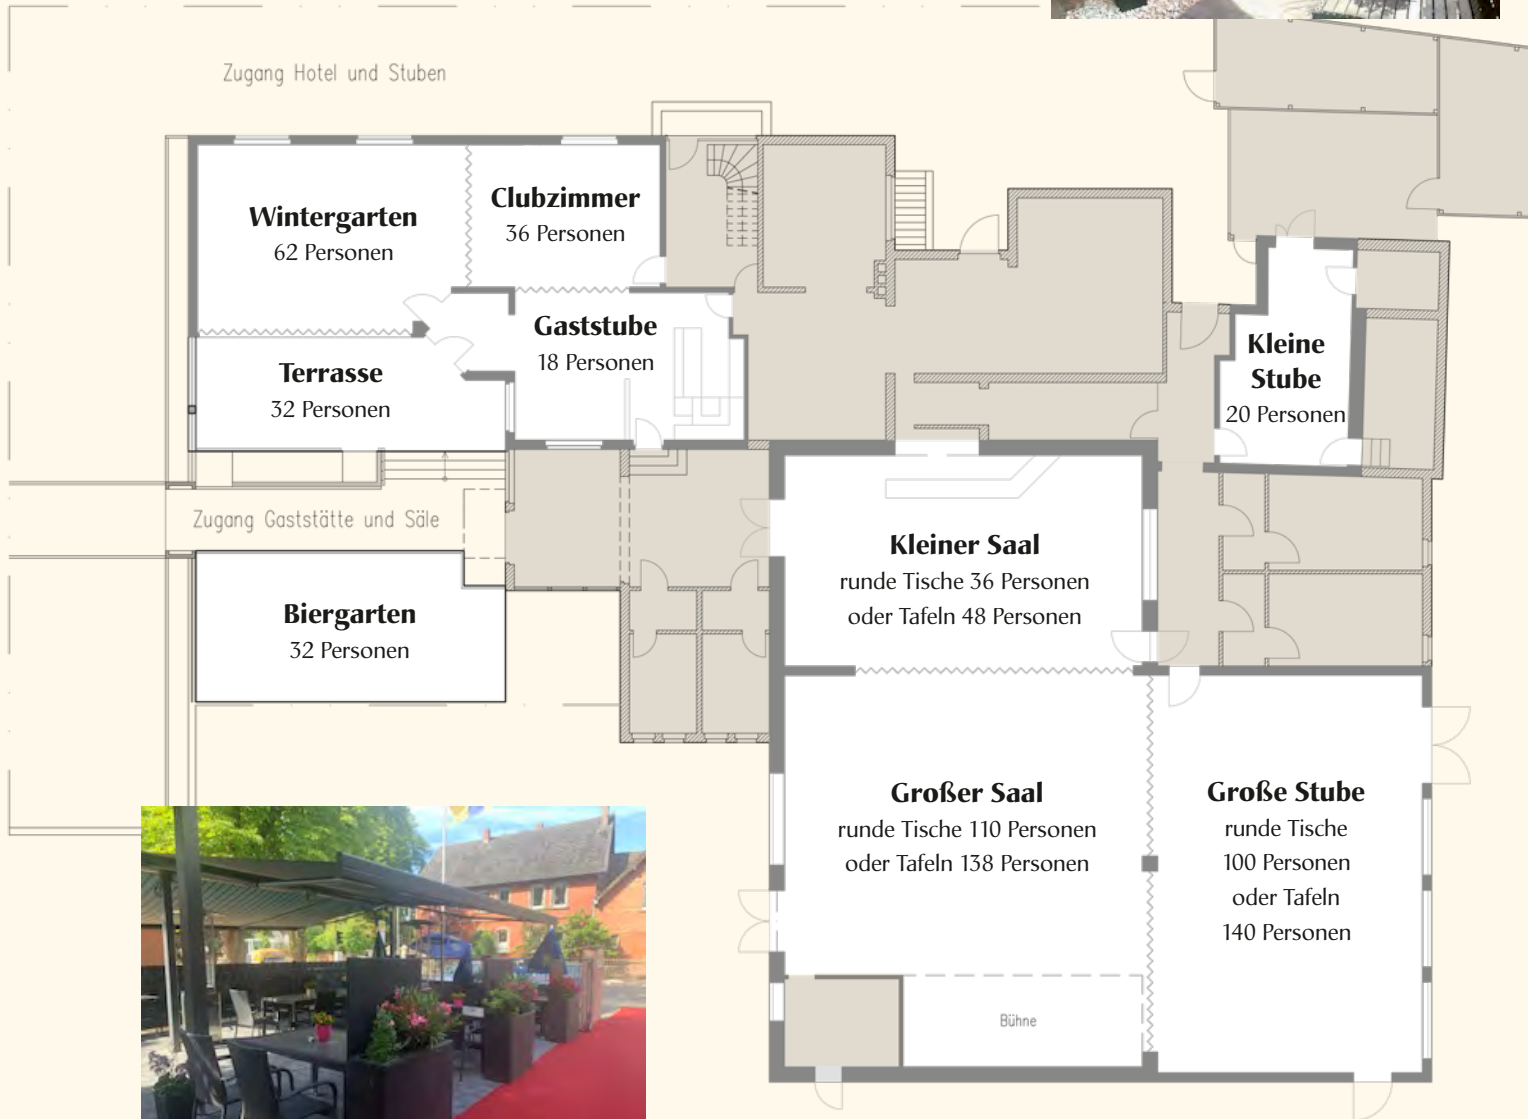 Zugang Hotel und Stuben
Wintergarten
62 Personen
Clubzimmer
36 Personen
Gaststube
18 Personen
Terrasse
32 Personen
Kleine
Stube
20 Personen
Zugang Gaststätte und Säle
Biergarten
32 Personen
Kleiner Saal
runde Tische 36 Personen
oder Tafeln 48 Personen
Großer Saal
runde Tische 110 Personen
oder Tafeln 138 Personen
Große Stube
runde Tische
100 Personen
oder Tafeln
140 Personen
Bühne